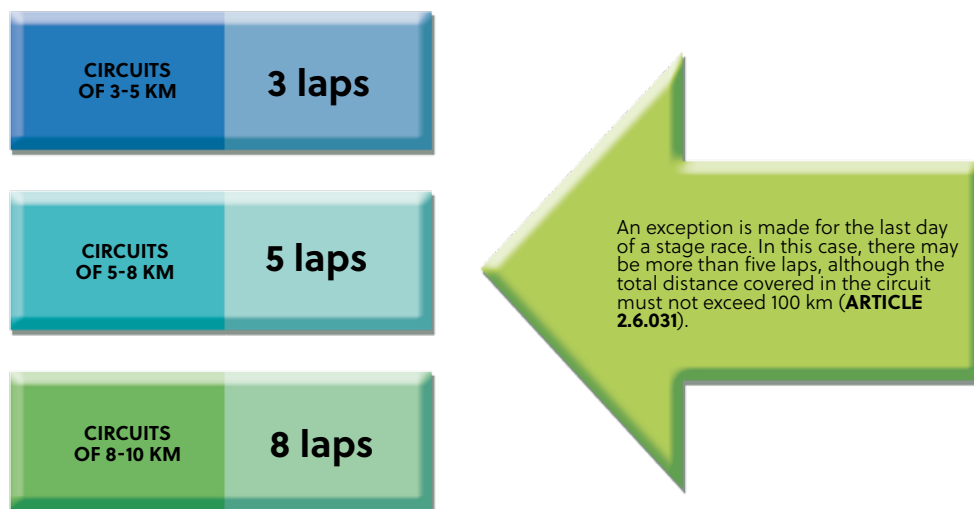 CIRCUITS
OF 3-5 KM
3 laps
CIRCUITS
OF 5-8 KM
5 laps
CIRCUITS
OF 8-10 KM
8 laps
An exception is made for the last day
of a stage race. In this case, there may
be more than five laps, although the
total distance covered in the circuit
must not exceed 100 km (ARTICLE
2.6.031).